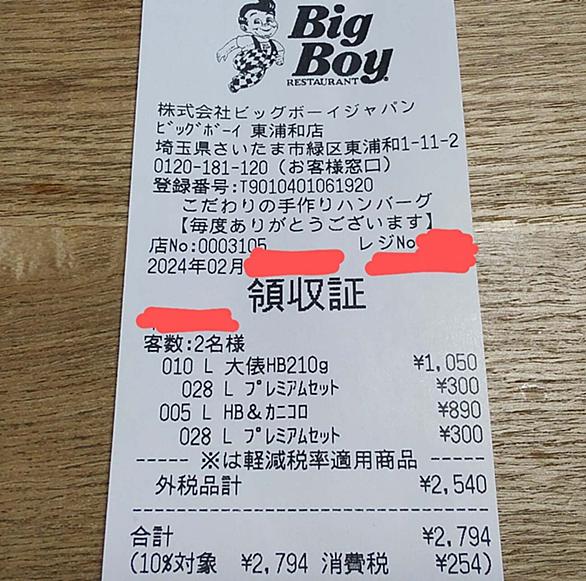 Big
Boy
RESTAURANT
株式会社ビッグボーイジャパン
ﾋﾞｯｸﾞﾎﾞｰｲ 東浦和店
埼玉県さいたま市緑区東浦和1-11-2
0120-181-120 (お客様窓口)
登録番号:T9010401061920
こだわりの手作りハンバーグ
【毎度ありがとうございます】
店No:0003105 レジNo
2024年02月
領収証
客数:2名様
010 L 大俵HB210g ¥1,050
028 L ﾌﾟﾚﾐｱﾑｾｯﾄ ¥300
005 L HB&ｶﾆｺﾛ ¥890
028 L ﾌﾟﾚﾐｱﾑｾｯﾄ ¥300
----- ※は軽減税率適用商品 -----
外税品計 ¥2,540
合計 ¥2,794
(10%対象 ¥2,794 消費税 ¥254)